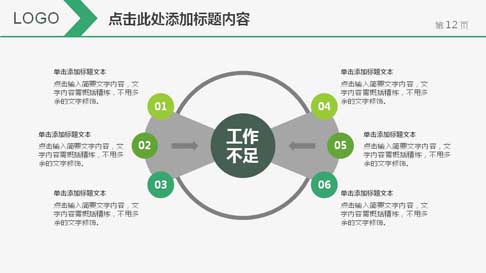 LOGO
点击此处添加标题内容
第 12 页
单击添加标题文本
点击输入简要文字内容，文
字内容需概括精炼，不用多
余的文字修饰。
01
单击添加标题文本
点击输入简要文字内容，文
字内容需概括精炼，不用多
余的文字修饰。
02
单击添加标题文本
点击输入简要文字内容，文
字内容需概括精炼，不用多
余的文字修饰。
03
工作
不足
04
单击添加标题文本
点击输入简要文字内容，文
字内容需概括精炼，不用多
余的文字修饰。
05
单击添加标题文本
点击输入简要文字内容，文
字内容需概括精炼，不用多
余的文字修饰。
06
单击添加标题文本
点击输入简要文字内容，文
字内容需概括精炼，不用多
余的文字修饰。